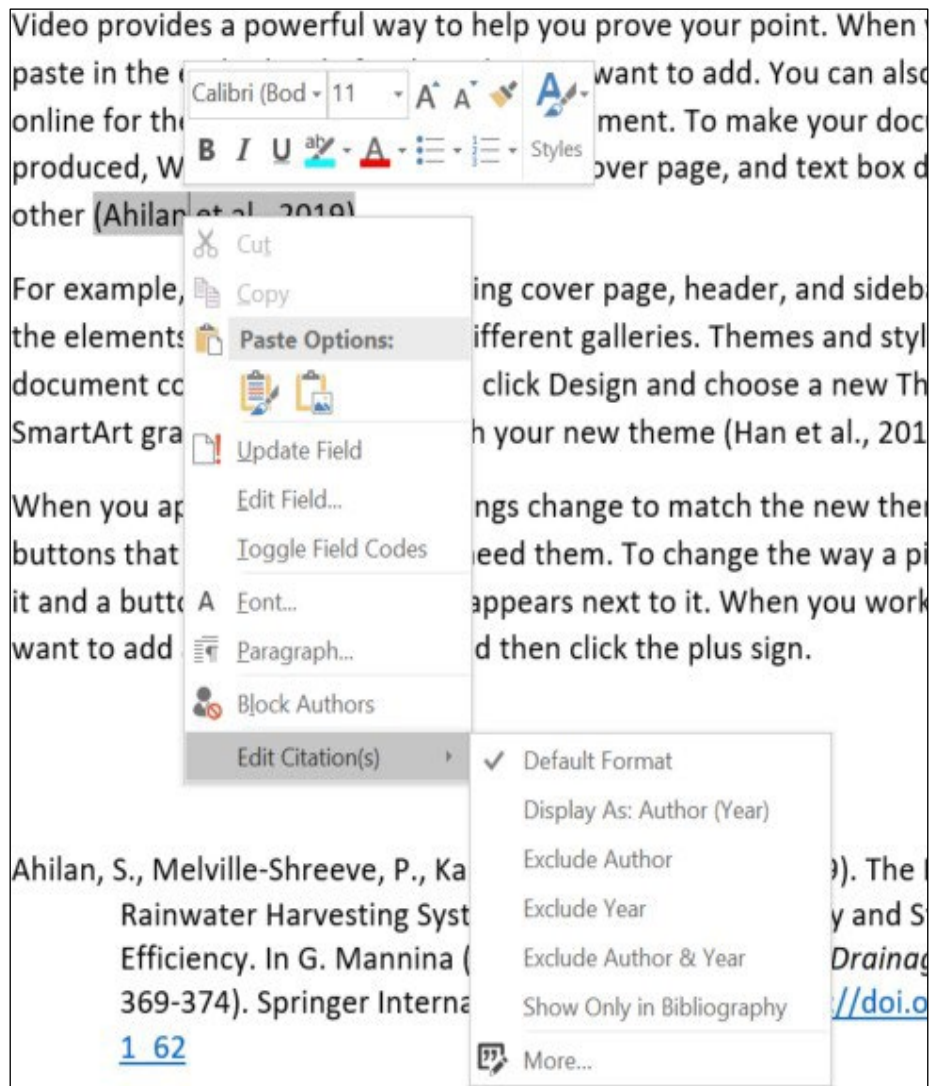 Video provides a powerful way to help you prove your point. When
paste in the want to add. You can also
Calibri (Bod 11 A A Styles
online for the ment. To make your docu
B I U ab A
produced, W over page, and text box d
other (Ahilan et al., 2019)
Cut
For example, ing cover page, header, and sideba
Copy
the elements ifferent galleries. Themes and styl
Paste Options:
document co click Design and choose a new Th
SmartArt gra h your new theme (Han et al., 201
Update Field
When you ap ngs change to match the new the
Edit Field...
buttons that need them. To change the way a pi
Toggle Field Codes
it and a butto appears next to it. When you work
A Font...
want to add d then click the plus sign.
Paragraph...
Block Authors
Edit Citation(s)
Default Format
Display As: Author (Year)
Exclude Author
Exclude Year
Exclude Author & Year
Show Only in Bibliography
More...
Ahilan, S., Melville-Shreeve, P., Ka 9). The
Rainwater Harvesting Syst y and S
Efficiency. In G. Mannina ( Drainag
369-374). Springer Interna ://doi.o
1_62